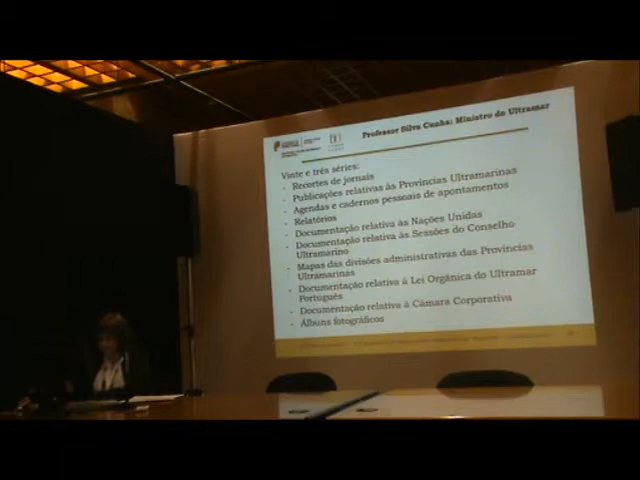 Professor Silva Cunha: Ministro do Ultramar
Vinte e três séries:
- Recortes de jornais
- Publicações relativas às Províncias Ultramarinas
- Agendas e cadernos pessoais de apontamentos
- Relatórios
- Documentação relativa às Nações Unidas
- Documentação relativa às Sessões do Conselho
Ultramarino
- Mapas das divisões administrativas das Províncias
Ultramarinas
- Documentação relativa à Lei Orgânica do Ultramar
Português
- Documentação relativa à Câmara Corporativa
- Álbuns fotográficos